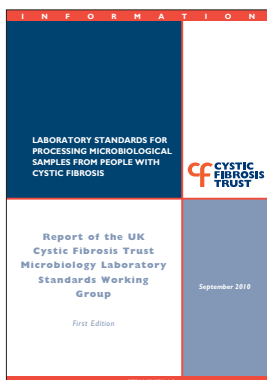 INFORMATION
LABORATORY STANDARDS FOR
PROCESSING MICROBIOLOGICAL
SAMPLES FROM PEOPLE WITH
CYSTIC FIBROSIS
cf CYSTIC
FIBROSIS
TRUST
Report of the UK
Cystic Fibrosis Trust
Microbiology Laboratory
Standards Working
Group
First Edition
September 2010